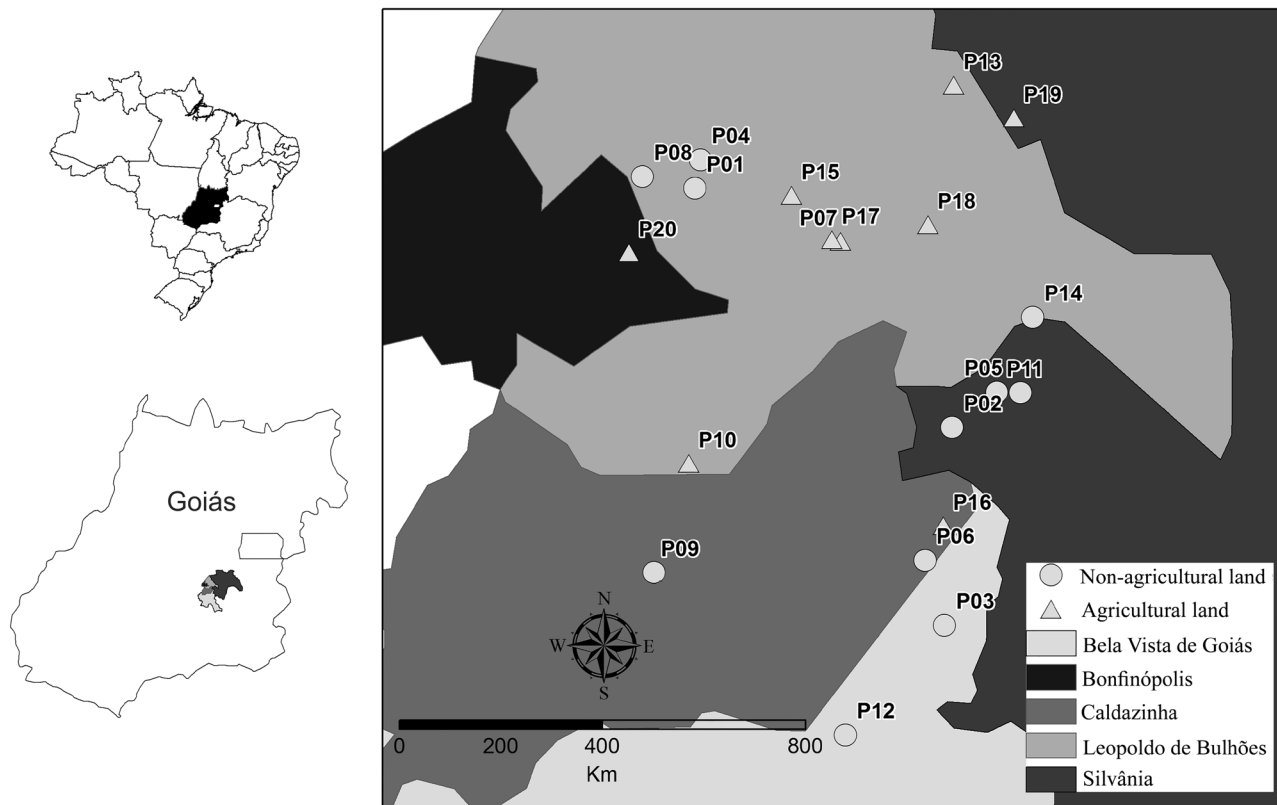 Goiás
P13
P19
P04
P08
P01
P15
P18
P07
P17
P20
P14
P05
P11
P02
P10
P16
P06
P09
P03
P12
N
W
E
S
0
200
400
800
Km
Non-agricultural land
Agricultural land
Bela Vista de Goiás
Bonfinópolis
Caldazinha
Leopoldo de Bulhões
Silvânia